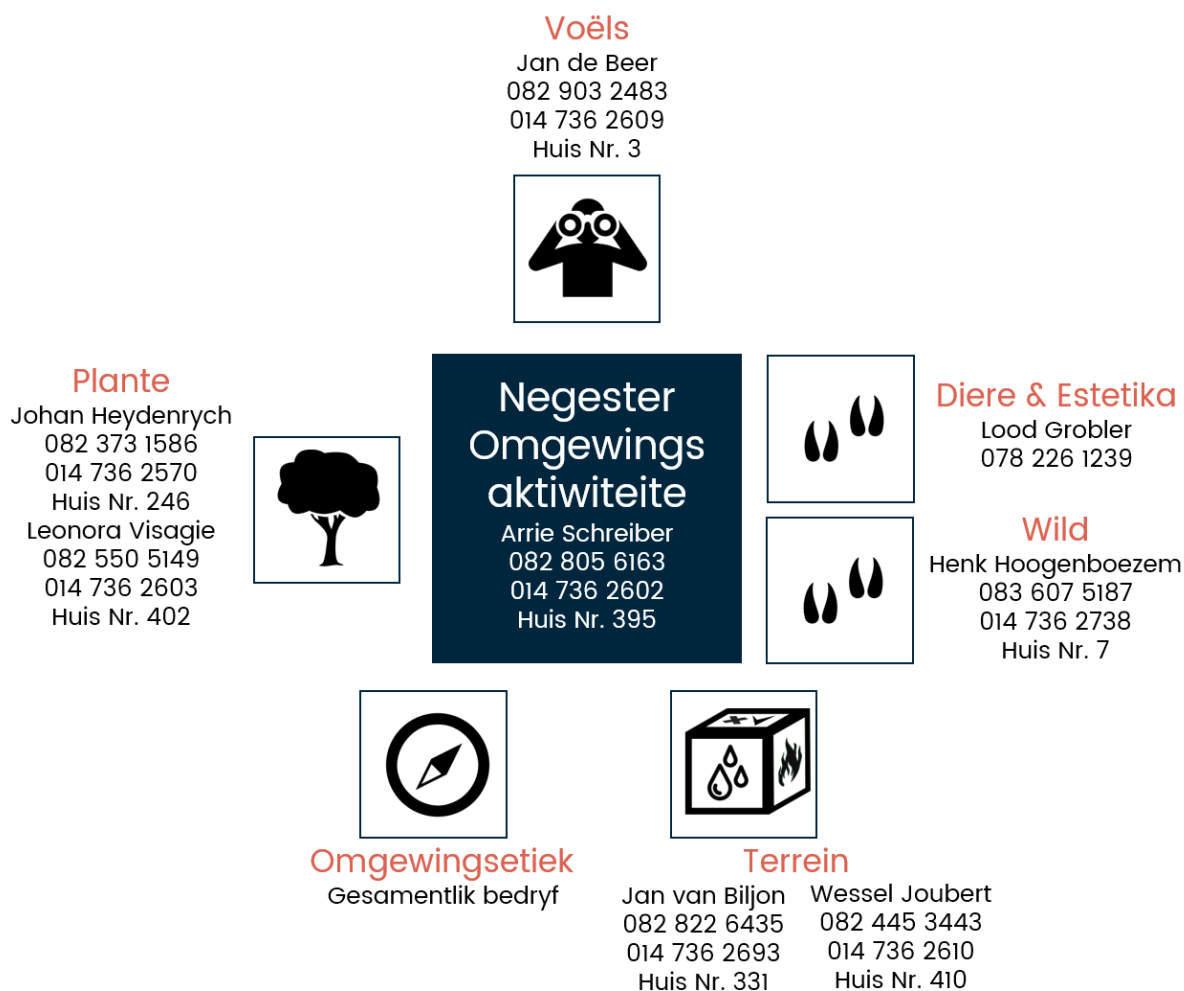 Voëls
Jan de Beer
082 903 2483
014 736 2609
Huis Nr. 3
Plante
Johan Heydenrych
082 373 1586
014 736 2570
Huis Nr. 246
Leonora Visagie
082 550 5149
014 736 2603
Huis Nr. 402
Negester
Omgewings
aktiwiteite
Arrie Schreiber
082 805 6163
014 736 2602
Huis Nr. 395
Diere & Estetika
Lood Grobler
078 226 1239
Wild
Henk Hoogenboezem
083 607 5187
014 736 2738
Huis Nr. 7
Omgewingsetiek
Gesamentlik bedryf
Terrein
Jan van Biljon
082 822 6435
014 736 2693
Huis Nr. 331
Wessel Joubert
082 445 3443
014 736 2610
Huis Nr. 410